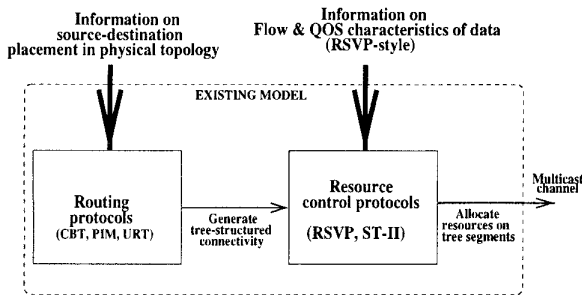 Information on
source-destination
placement in physical topology
Information on
Flow & QOS characteristics of data
(RSVP-style)
EXISTING MODEL
Routing
protocols
(CBT, PIM, URT)
Generate
tree-structured
connectivity
Resource
control protocols
(RSVP, ST-II)
Allocate
resources on
tree segments
Multicast
channel